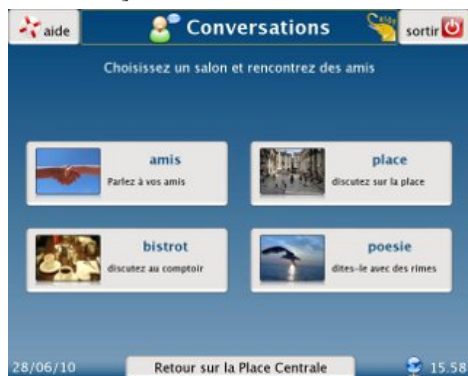 aide
Conversations
sortir
Choisissez un salon et rencontrez des amis
amis
Parlez à vos amis
place
discutez sur la place
bistrot
discutez au comptoir
poesie
dites-le avec des rimes
28/06/10
Retour sur la Place Centrale
15.58